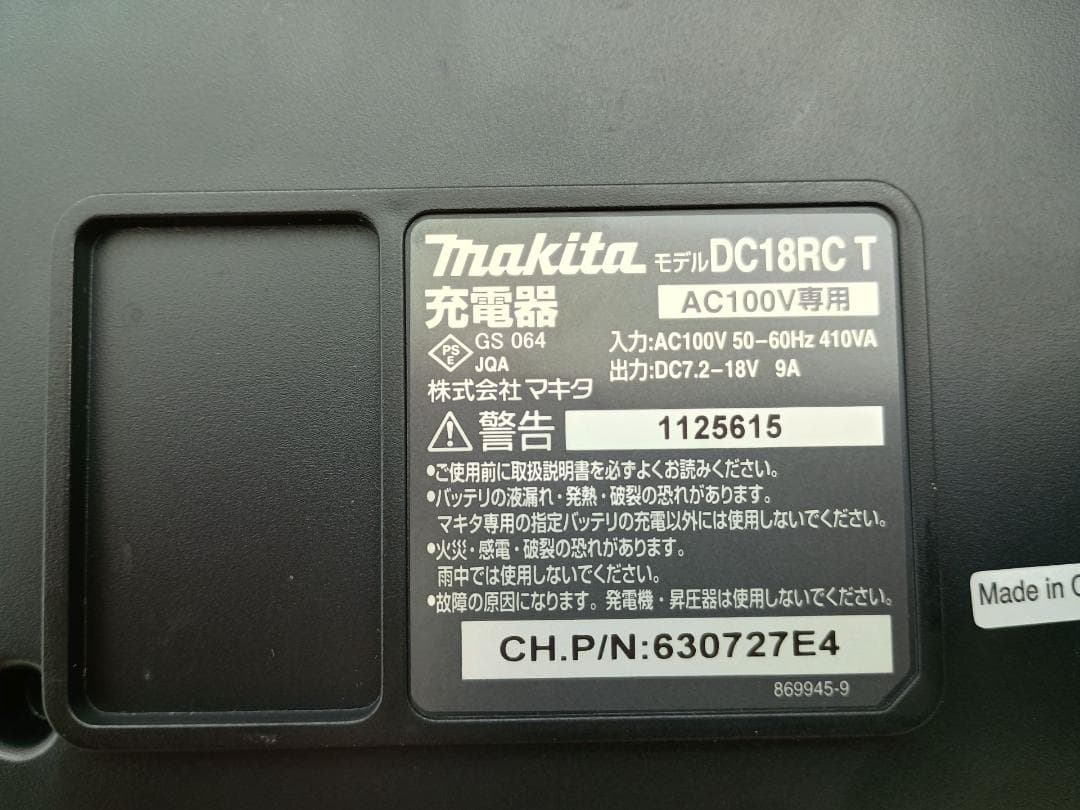 makita モデルDC18RC T
充電器 AC100V専用
PSE GS 064 JQA
入力:AC100V 50-60Hz 410VA
出力:DC7.2-18V 9A
株式会社マキタ
警告 1125615
•ご使用前に取扱説明書を必ずよくお読みください。
•バッテリの液漏れ・発熱・破裂の恐れがあります。
マキタ専用の指定バッテリの充電以外には使用しないでください。
•火災・感電・破裂の恐れがあります。
雨中では使用しないでください。
•故障の原因になります。発電機・昇圧器は使用しないでください。
CH.P/N:630727E4
869945-9
Made in